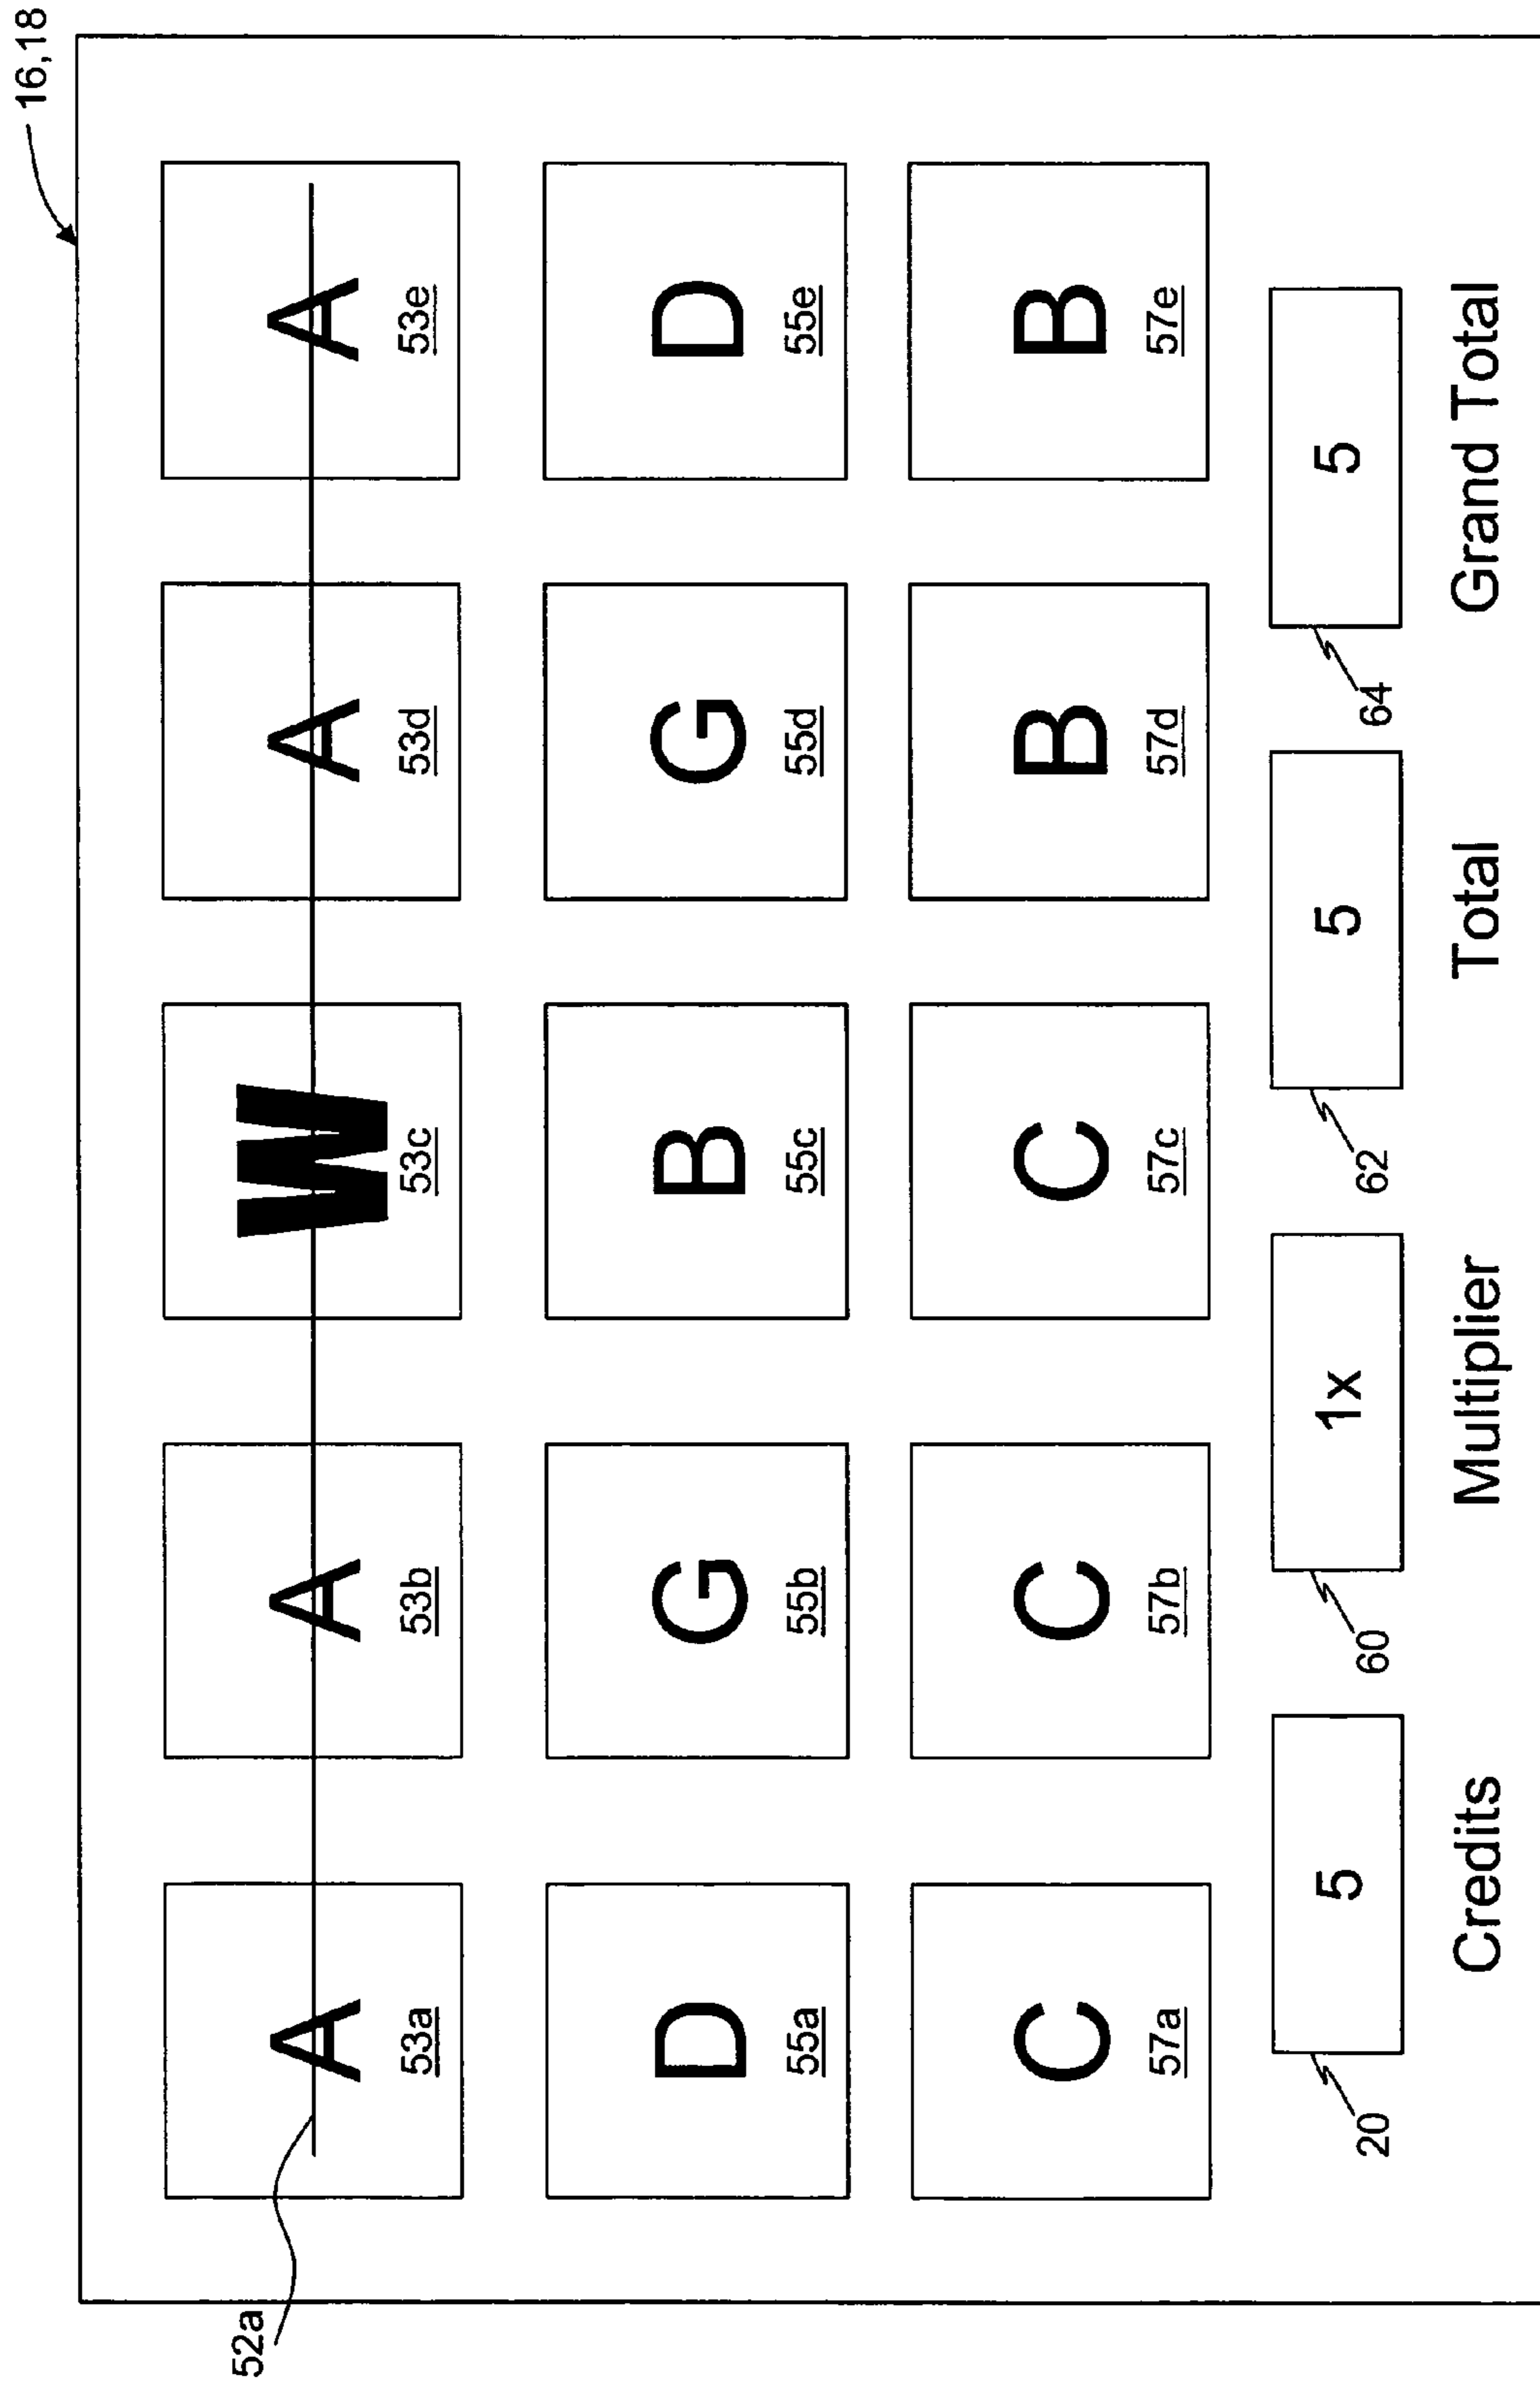 16,18
52a
A A W A A
53a 53b 53c 53d 53e
D G B G D
55a 55b 55c 55d 55e
C C C B B
57a 57b 57c 57d 57e
5 1x 5 5
20 60 62 64
Credits Multiplier Total Grand Total